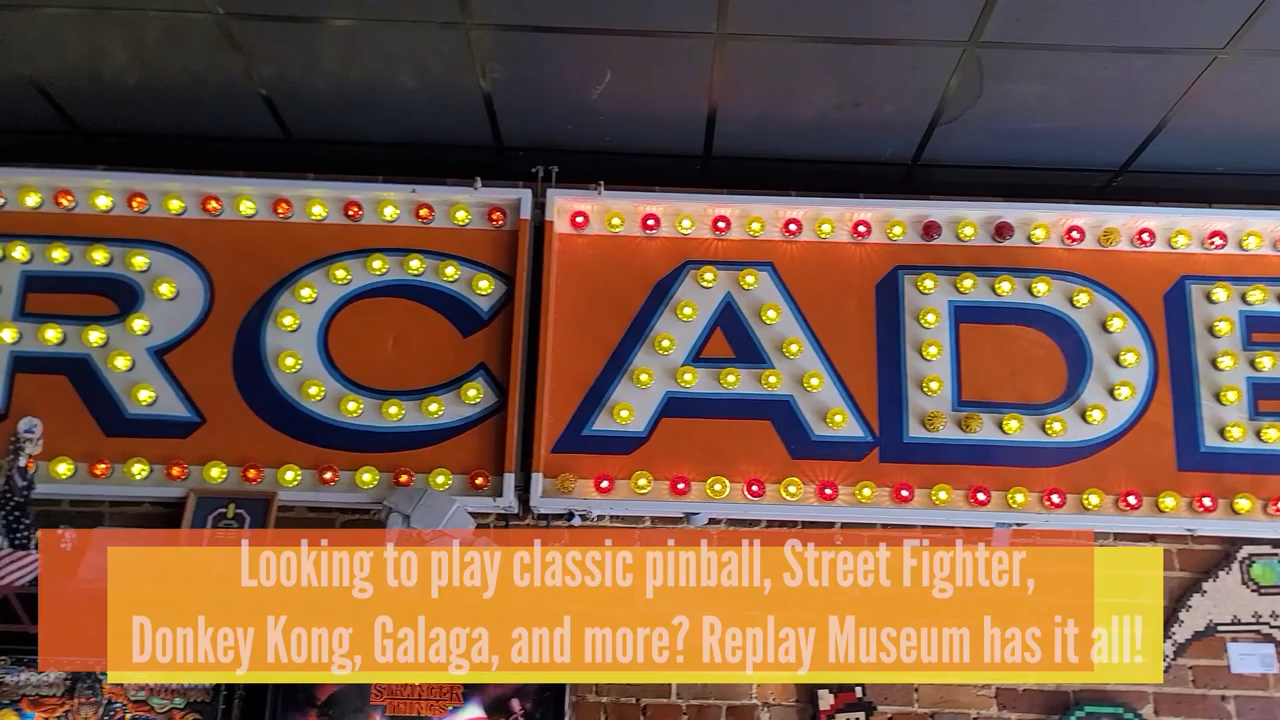 RCADE
Looking to play classic pinball, Street Fighter,
Donkey Kong, Galaga, and more? Replay Museum has it all!
STRANGER
THINGS